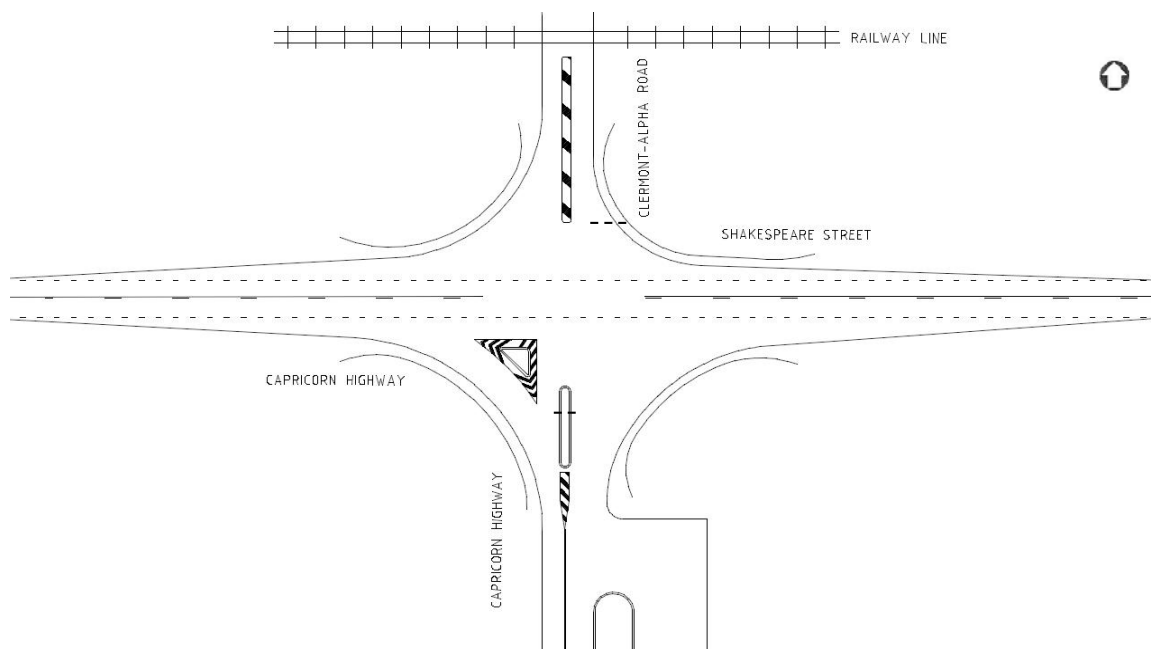 RAILWAY LINE
CLERMONT-ALPHA ROAD
SHAKESPEARE STREET
CAPRICORN HIGHWAY
CAPRICORN HIGHWAY